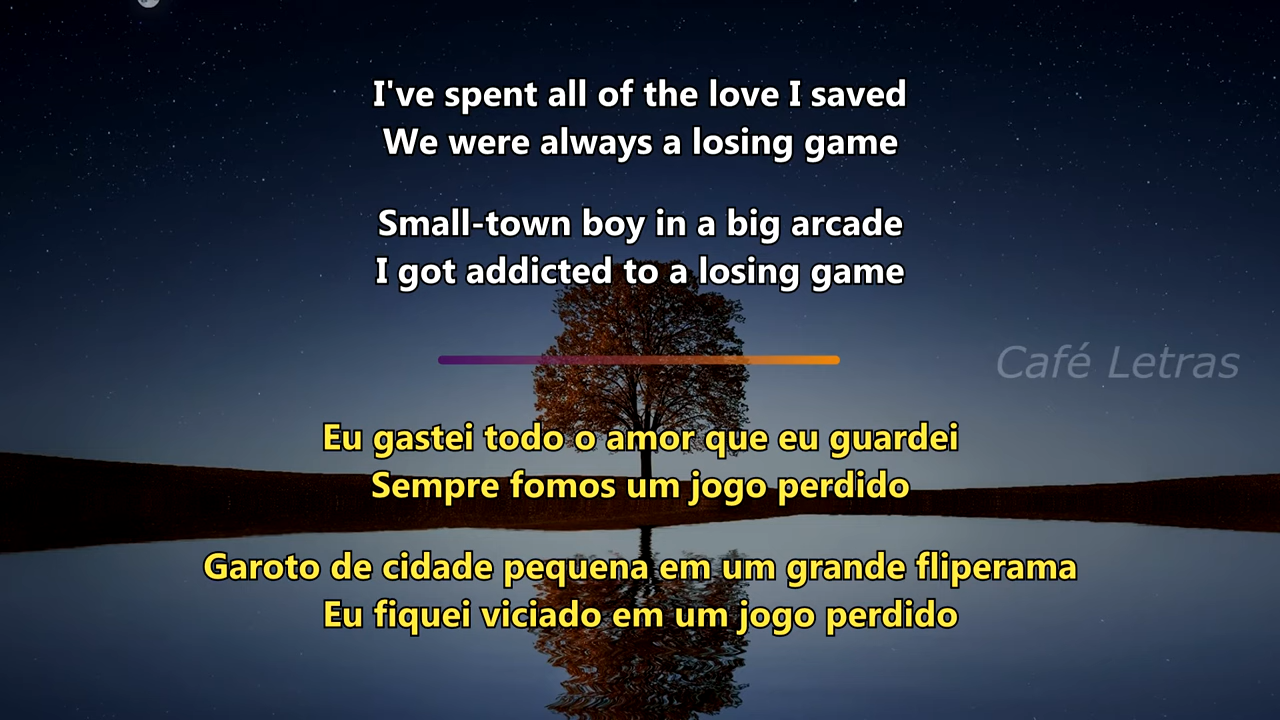 I've spent all of the love I saved
We were always a losing game
Small-town boy in a big arcade
I got addicted to a losing game
Café Letras
Eu gastei todo o amor que eu guardei
Sempre fomos um jogo perdido
Garoto de cidade pequena em um grande fliperama
Eu fiquei viciado em um jogo perdido